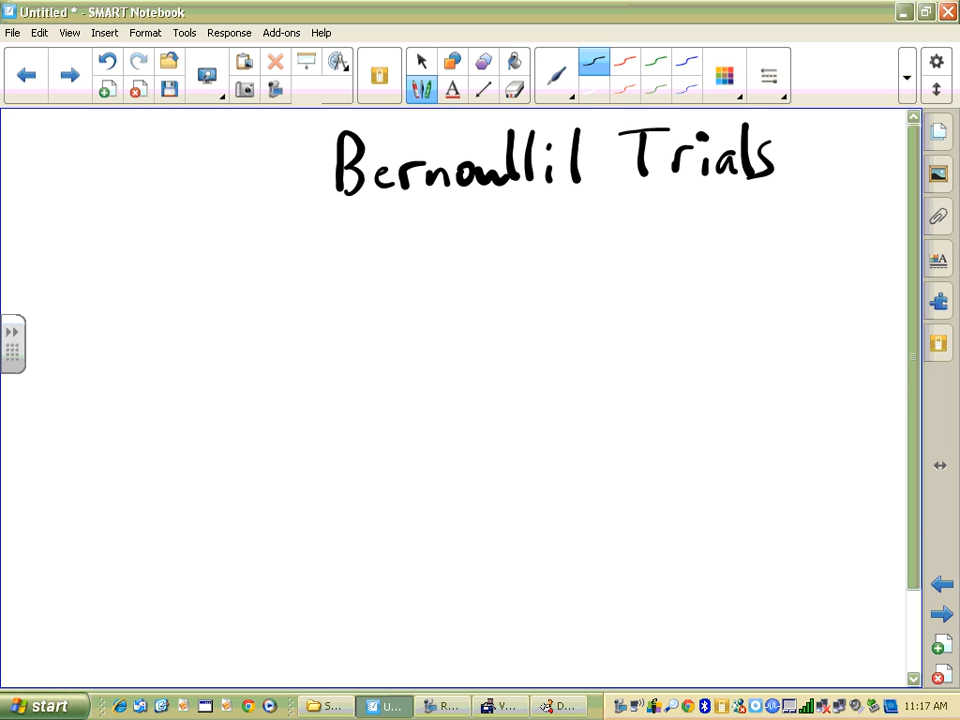 Untitled * - SMART Notebook
File Edit View Insert Format Tools Response Add-ons Help
Bernoullil Trials
start S... U... R... Y... D... 11:17 AM